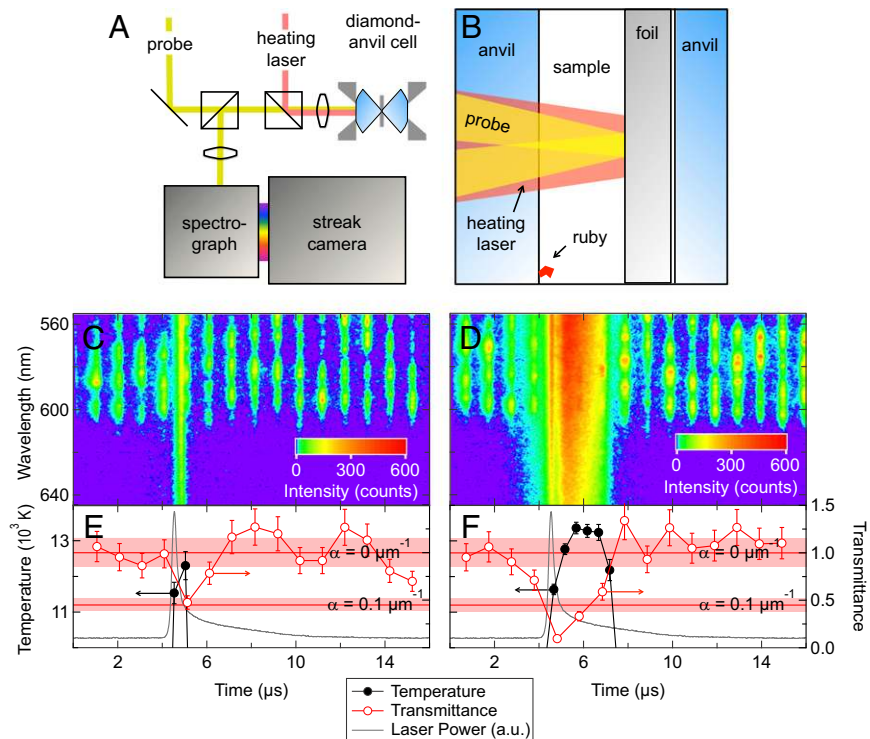 A
probe
heating
laser
diamond-
anvil cell
spectro-
graph
streak
camera
B
anvil
sample
foil
anvil
probe
heating
laser
ruby
C
Wavelength (nm)
560
600
640
0 300 600
Intensity (counts)
D
0 300 600
Intensity (counts)
E
Temperature (10³ K)
13
11
α = 0 µm⁻¹
α = 0.1 µm⁻¹
2 6 10 14
Time (µs)
F
α = 0 µm⁻¹
α = 0.1 µm⁻¹
1.5
1.0
0.5
0.0
Transmittance
2 6 10 14
Time (µs)
Temperature
Transmittance
Laser Power (a.u.)